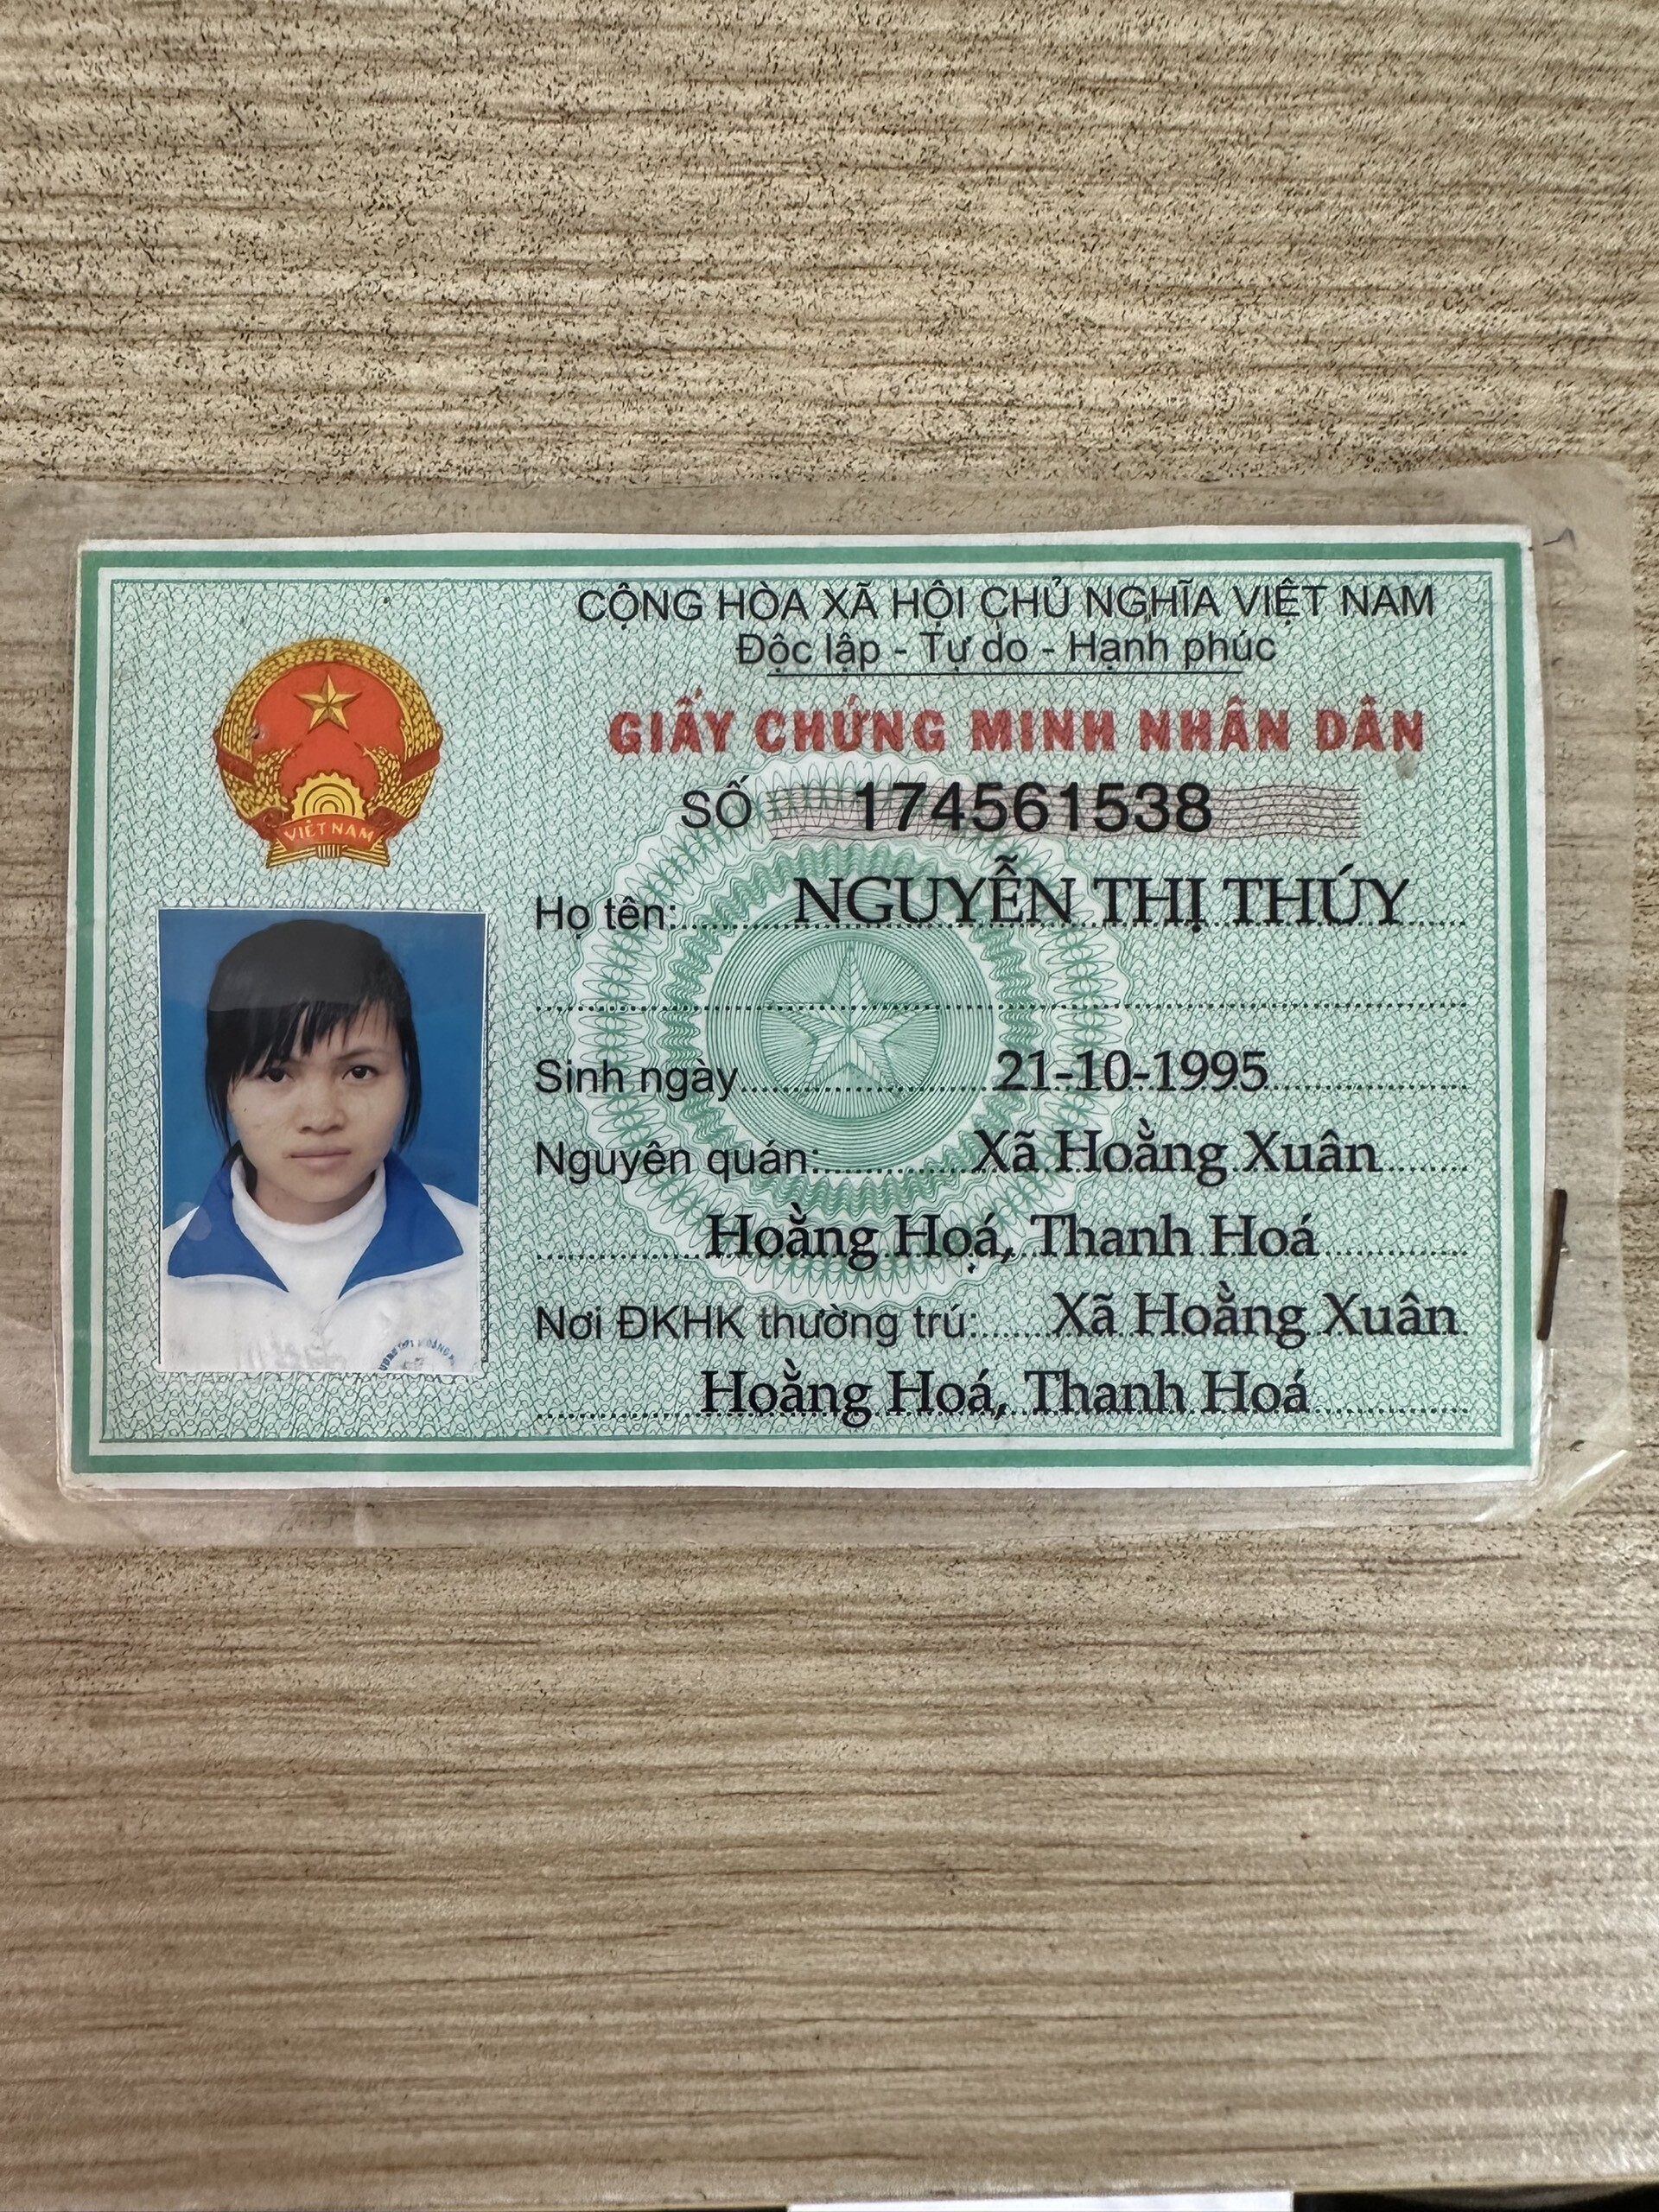 CỘNG HÒA XÃ HỘI CHỦ NGHĨA VIỆT NAM
Độc lập - Tự do - Hạnh phúc
GIẤY CHỨNG MINH NHÂN DÂN
SỐ 174561538
VIỆT NAM
Họ tên: NGUYỄN THỊ THÚY
Sinh ngày 21-10-1995
Nguyên quán: Xã Hoằng Xuân
Hoằng Hoá, Thanh Hoá
Nơi ĐKHK thường trú: Xã Hoằng Xuân
Hoằng Hoá, Thanh Hoá